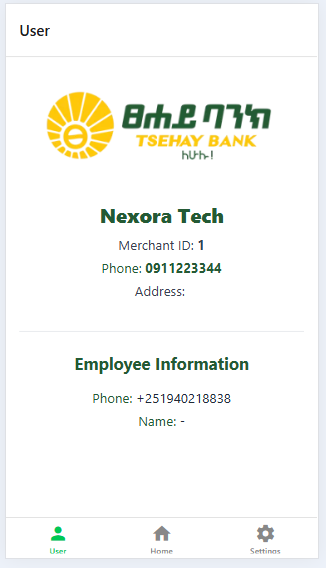 User
ፀሐይ ባንክ
TSEHAY BANK
ለሁሉ!
Nexora Tech
Merchant ID: 1
Phone: 0911223344
Address:
Employee Information
Phone: +251940218838
Name: -
User Home Settings